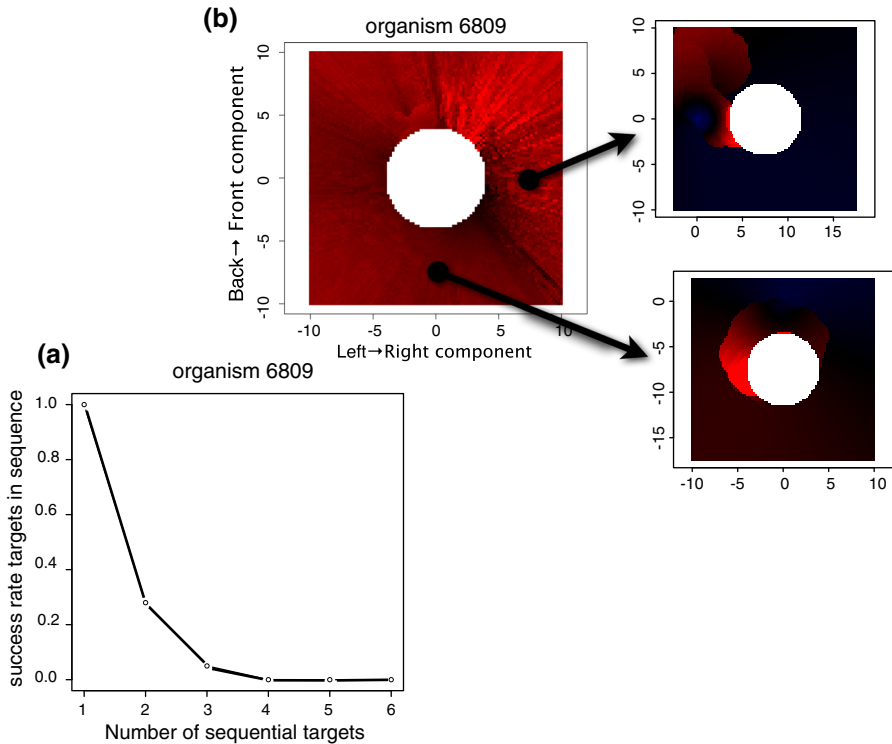 (b)
organism 6809
10
5
0
-5
-10
Back→ Front component
-10 -5 0 5 10
Left→Right component
10
5
0
-5
-10
0 5 10 15
0
-5
-10
-15
-10 -5 0 5 10
(a)
organism 6809
1.0
0.8
0.6
0.4
0.2
0.0
success rate targets in sequence
1 2 3 4 5 6
Number of sequential targets